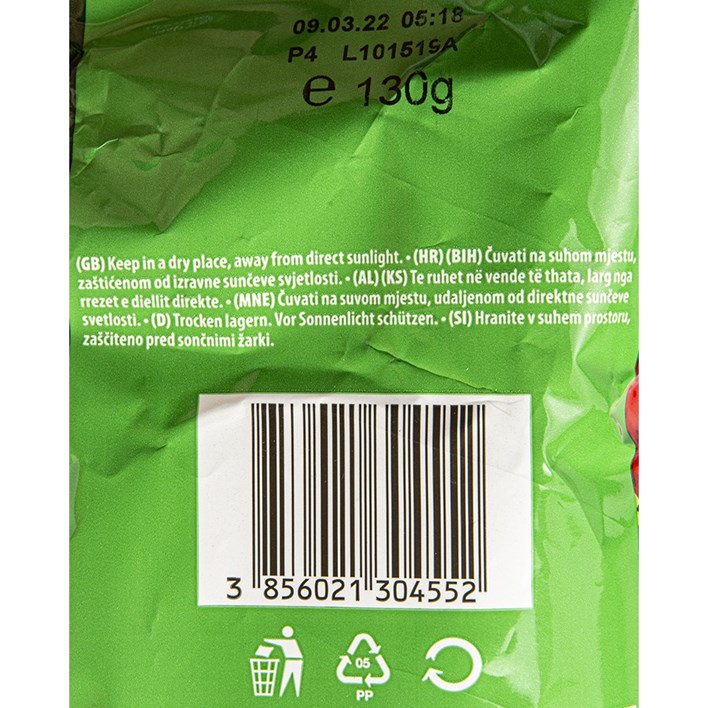 09.03.22 05:18
P4 L101519A
e 130g
(GB) Keep in a dry place, away from direct sunlight. • (HR) (BIH) Čuvati na suhom mjestu,
zaštićenom od izravne sunčeve svjetlosti. • (AL) (KS) Te ruhet në vende të thata, larg nga
rrezet e diellit direkte. • (MNE) Čuvati na suvom mjestu, udaljenom od direktne sunčeve
svetlosti. • (D) Trocken lagern. Vor Sonnenlicht schützen. • (SI) Hranite v suhem prostoru,
zaščiteno pred sončnimi žarki.
3 856021 304552
05
PP